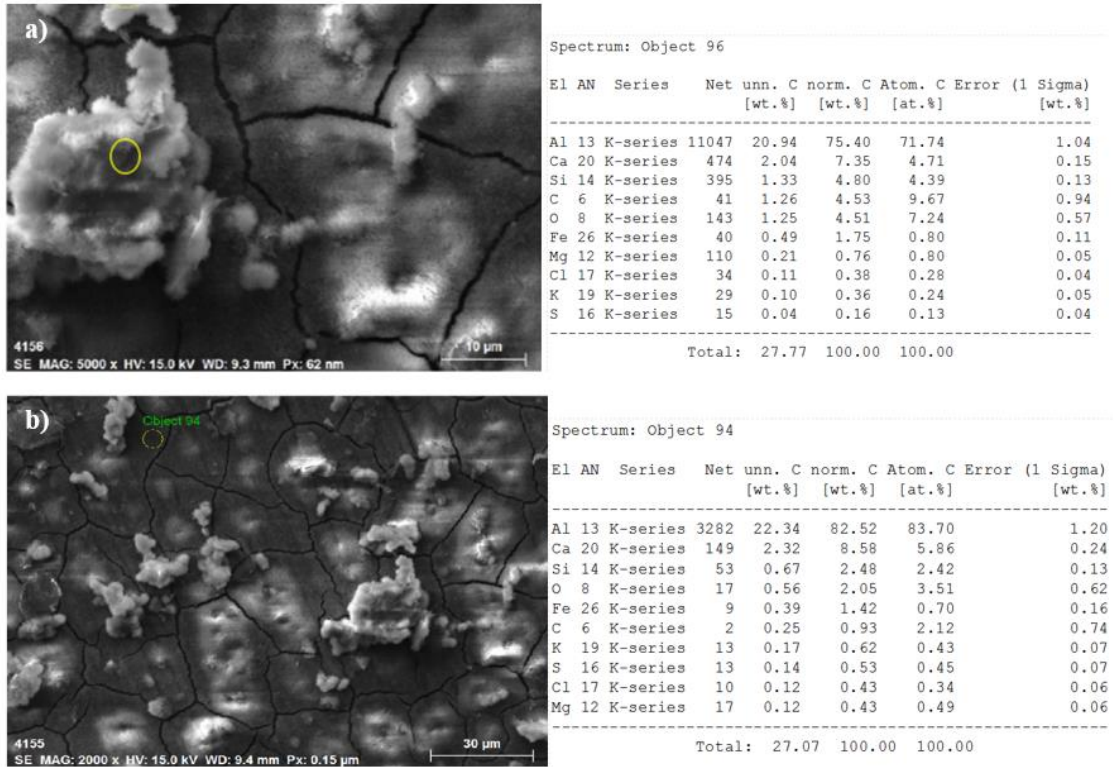 a)
4156
10 µm
SE MAG: 5000 x HV: 15.0 kV WD: 9.3 mm Px: 62 nm
Spectrum: Object 96
El AN Series Net unn. C norm. C Atom. C Error (1 Sigma)
[wt.%] [wt.%] [at.%] [wt.%]
Al 13 K-series 11047 20.94 75.40 71.74 1.04
Ca 20 K-series 474 2.04 7.35 4.71 0.15
Si 14 K-series 395 1.33 4.80 4.39 0.13
C 6 K-series 41 1.26 4.53 9.67 0.94
O 8 K-series 143 1.25 4.51 7.24 0.57
Fe 26 K-series 40 0.49 1.75 0.80 0.11
Mg 12 K-series 110 0.21 0.76 0.80 0.05
Cl 17 K-series 34 0.11 0.38 0.28 0.04
K 19 K-series 29 0.10 0.36 0.24 0.05
S 16 K-series 15 0.04 0.16 0.13 0.04
Total: 27.77 100.00 100.00
b)
Object 94
4155
30 µm
SE MAG: 2000 x HV: 15.0 kV WD: 9.4 mm Px: 0.15 µm
Spectrum: Object 94
El AN Series Net unn. C norm. C Atom. C Error (1 Sigma)
[wt.%] [wt.%] [at.%] [wt.%]
Al 13 K-series 3282 22.34 82.52 83.70 1.20
Ca 20 K-series 149 2.32 8.58 5.86 0.24
Si 14 K-series 53 0.67 2.48 2.42 0.13
O 8 K-series 17 0.56 2.05 3.51 0.62
Fe 26 K-series 9 0.39 1.42 0.70 0.16
C 6 K-series 2 0.25 0.93 2.12 0.74
K 19 K-series 13 0.17 0.62 0.43 0.07
S 16 K-series 13 0.14 0.53 0.45 0.07
Cl 17 K-series 10 0.12 0.43 0.34 0.06
Mg 12 K-series 17 0.12 0.43 0.49 0.06
Total: 27.07 100.00 100.00